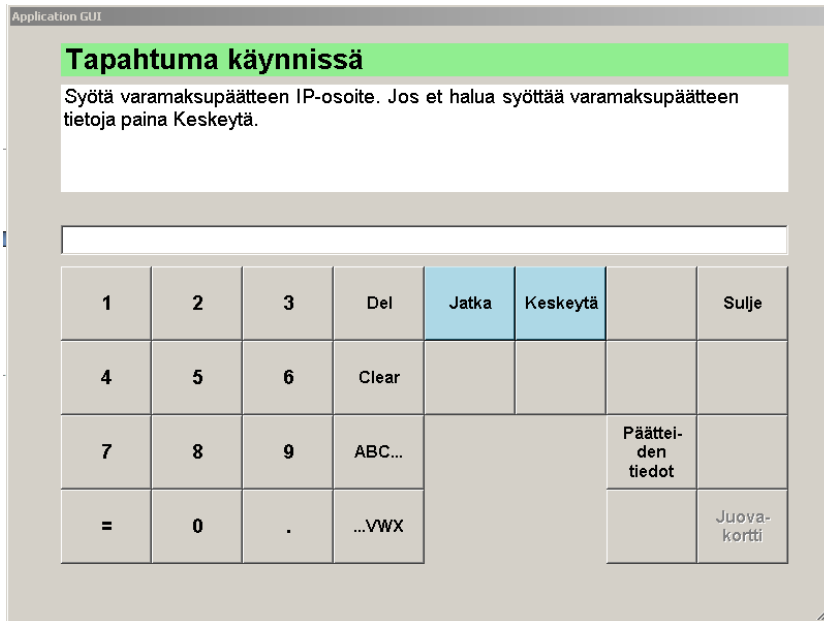 Application GUI
Tapahtuma käynnissä
Syötä varamaksupäätteen IP-osoite. Jos et halua syöttää varamaksupäätteen
tietoja paina Keskeytä.
1 2 3 Del Jatka Keskeytä Sulje
4 5 6 Clear
7 8 9 ABC... Päättei-
den
tiedot
= 0 . ...VWX Juova-
kortti